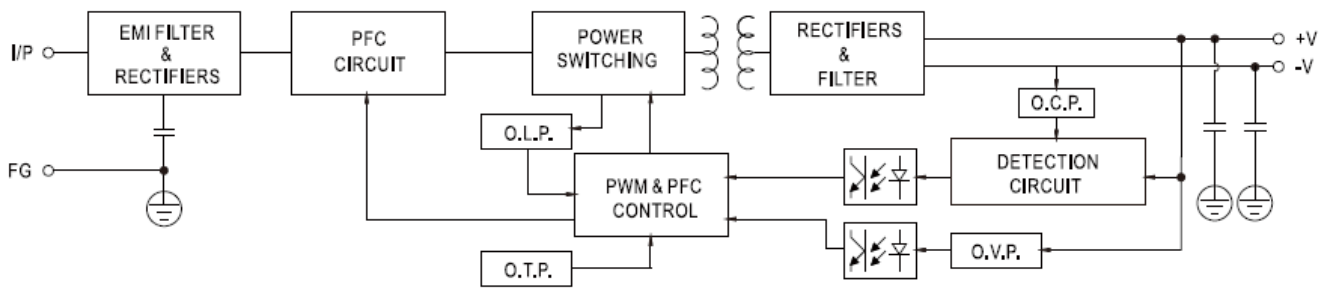 I/P
EMI FILTER
&
RECTIFIERS
PFC
CIRCUIT
POWER
SWITCHING
RECTIFIERS
&
FILTER
+V
-V
O.C.P.
O.L.P.
DETECTION
CIRCUIT
FG
PWM & PFC
CONTROL
O.V.P.
O.T.P.